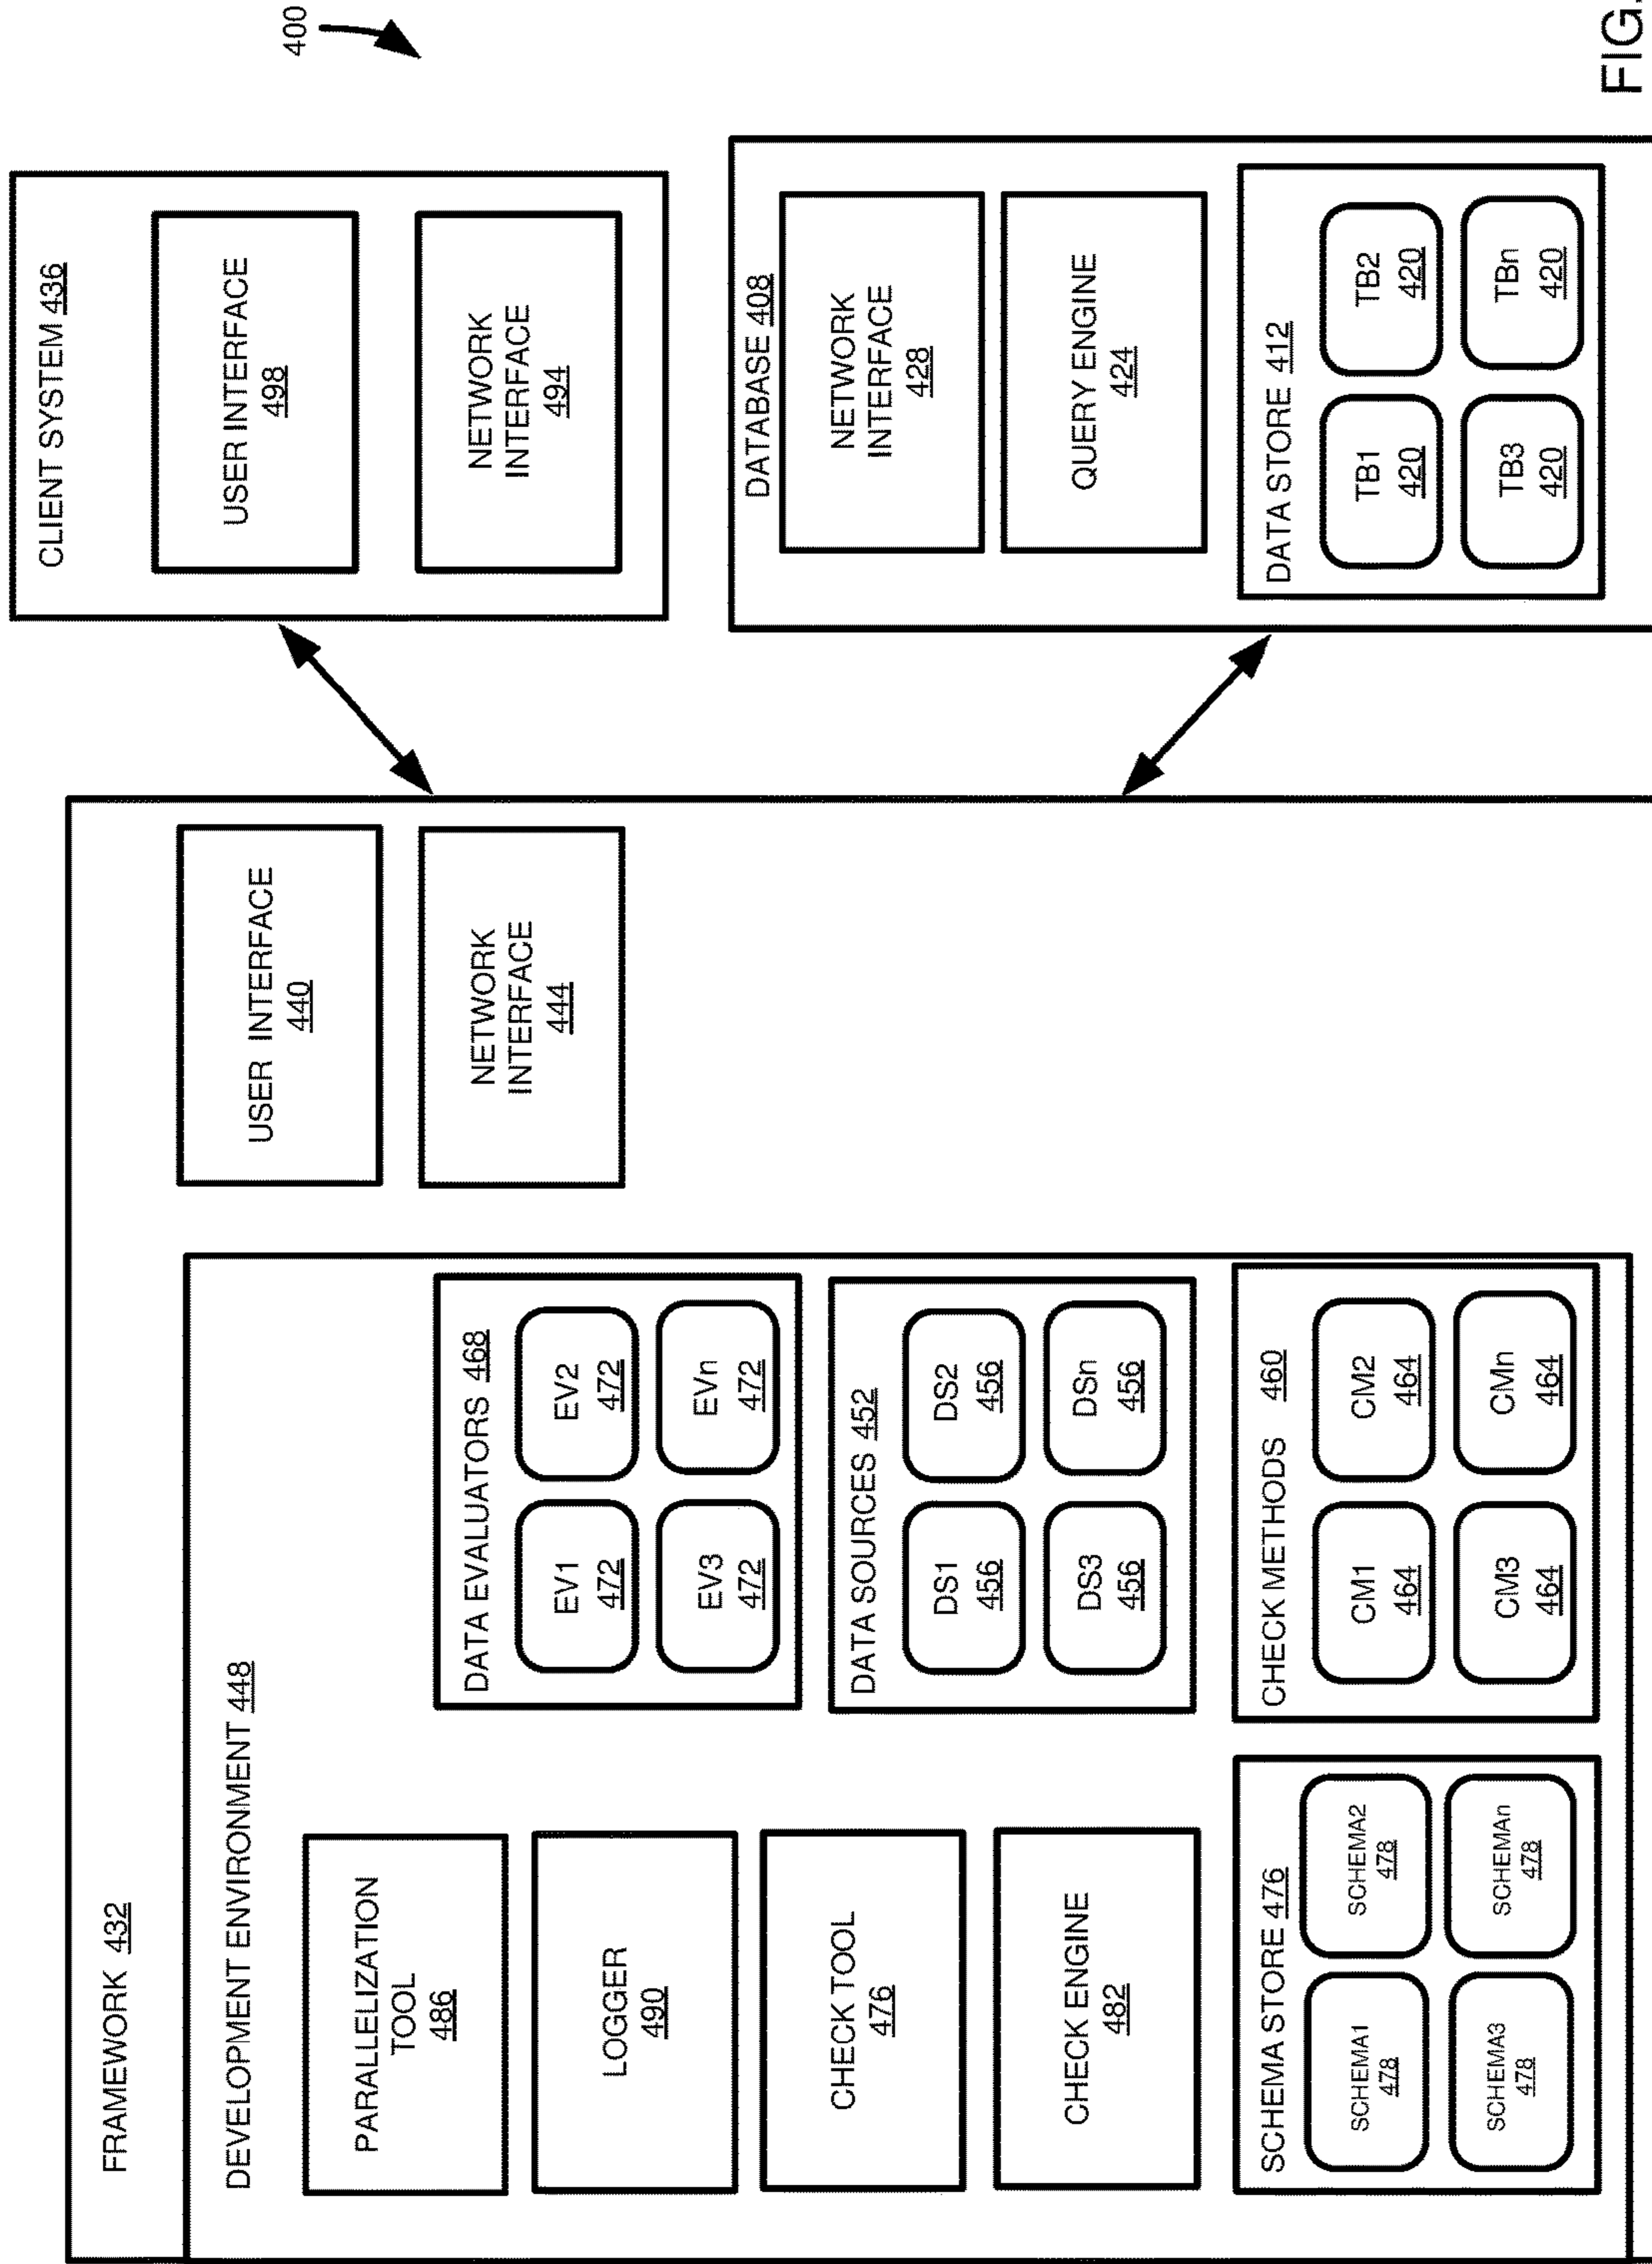 400
FRAMEWORK 432
DEVELOPMENT ENVIRONMENT 448
PARALLELIZATION
TOOL
486
LOGGER
490
CHECK TOOL
476
CHECK ENGINE
482
SCHEMA STORE 476
SCHEMA1
478
SCHEMA2
478
SCHEMA3
478
SCHEMAn
478
DATA EVALUATORS 468
EV1
472
EV2
472
EV3
472
EVn
472
DATA SOURCES 452
DS1
456
DS2
456
DS3
456
DSn
456
CHECK METHODS 460
CM1
464
CM2
464
CM3
464
CMn
464
USER INTERFACE
440
NETWORK
INTERFACE
444
CLIENT SYSTEM 436
USER INTERFACE
498
NETWORK
INTERFACE
494
DATABASE 408
NETWORK
INTERFACE
428
QUERY ENGINE
424
DATA STORE 412
TB1
420
TB2
420
TB3
420
TBn
420
FIG.